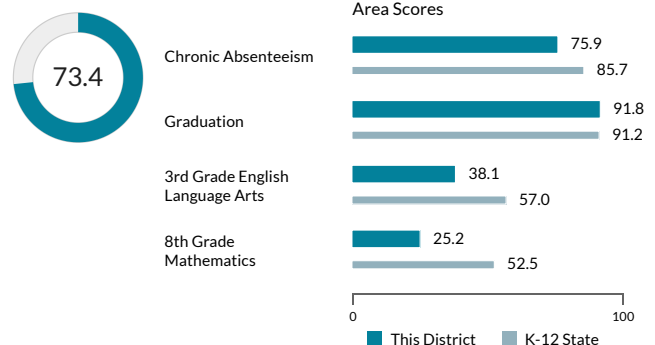 Area Scores
73.4
Chronic Absenteeism
75.9
85.7
Graduation
91.8
91.2
3rd Grade English
Language Arts
38.1
57.0
8th Grade
Mathematics
25.2
52.5
0
100
This District
K-12 State